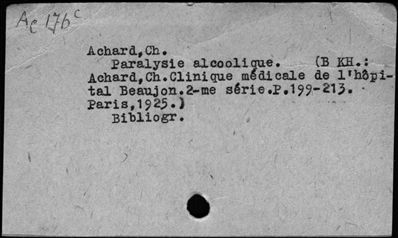 Ac 176c
Achard,Ch.
Paralysie alcoolique. (В КН.:
Achard,Ch.Clinique médicale de l'hôpi-
tal Beaujon.2-me série.P.199-213.
Paris,1925.)
Bibliogr.